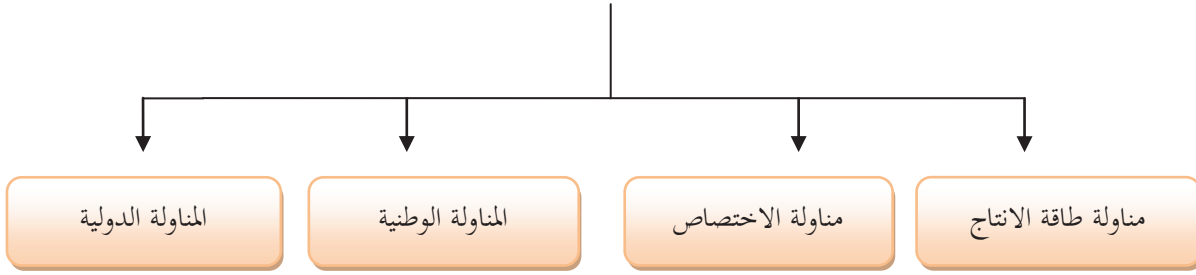 مناولة طاقة الانتاج
مناولة الاختصاص
المناولة الوطنية
المناولة الدولية